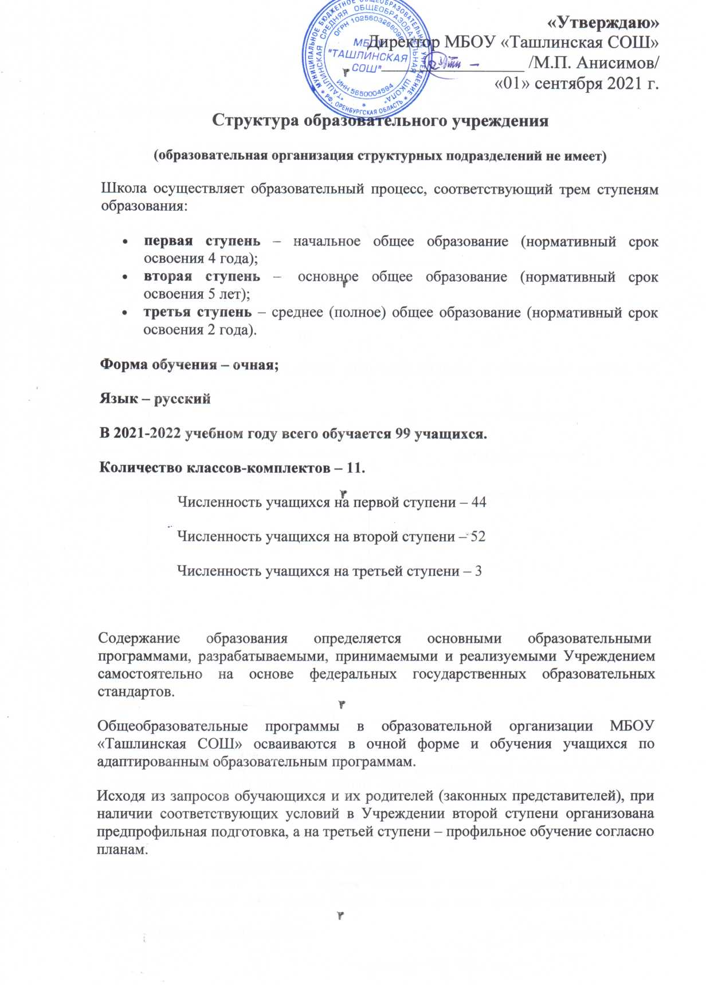 «Утверждаю»
Директор МБОУ «Ташлинская СОШ»
/М.П. Анисимов/
«01» сентября 2021 г.
МУНИЦИПАЛЬНОЕ БЮДЖЕТНОЕ ОБЩЕОБРАЗОВАТЕЛЬНОЕ УЧРЕЖДЕНИЕ * РФ, ОРЕНБУРГСКАЯ ОБЛАСТЬ *
"ТАШЛИНСКАЯ СРЕДНЯЯ ОБЩЕОБРАЗОВАТЕЛЬНАЯ ШКОЛА" *
ОГРН 1025603268096
МБОУ
"ТАШЛИНСКАЯ
СОШ"
ИНН 5650004594
Структура образовательного учреждения
(образовательная организация структурных подразделений не имеет)
Школа осуществляет образовательный процесс, соответствующий трем ступеням
образования:
• первая ступень – начальное общее образование (нормативный срок
освоения 4 года);
• вторая ступень – основное общее образование (нормативный срок
освоения 5 лет);
• третья ступень – среднее (полное) общее образование (нормативный срок
освоения 2 года).
Форма обучения – очная;
Язык – русский
В 2021-2022 учебном году всего обучается 99 учащихся.
Количество классов-комплектов – 11.
Численность учащихся на первой ступени – 44
Численность учащихся на второй ступени – 52
Численность учащихся на третьей ступени – 3
Содержание образования определяется основными образовательными
программами, разрабатываемыми, принимаемыми и реализуемыми Учреждением
самостоятельно на основе федеральных государственных образовательных
стандартов.
Общеобразовательные программы в образовательной организации МБОУ
«Ташлинская СОШ» осваиваются в очной форме и обучения учащихся по
адаптированным образовательным программам.
Исходя из запросов обучающихся и их родителей (законных представителей), при
наличии соответствующих условий в Учреждении второй ступени организована
предпрофильная подготовка, а на третьей ступени – профильное обучение согласно
планам.